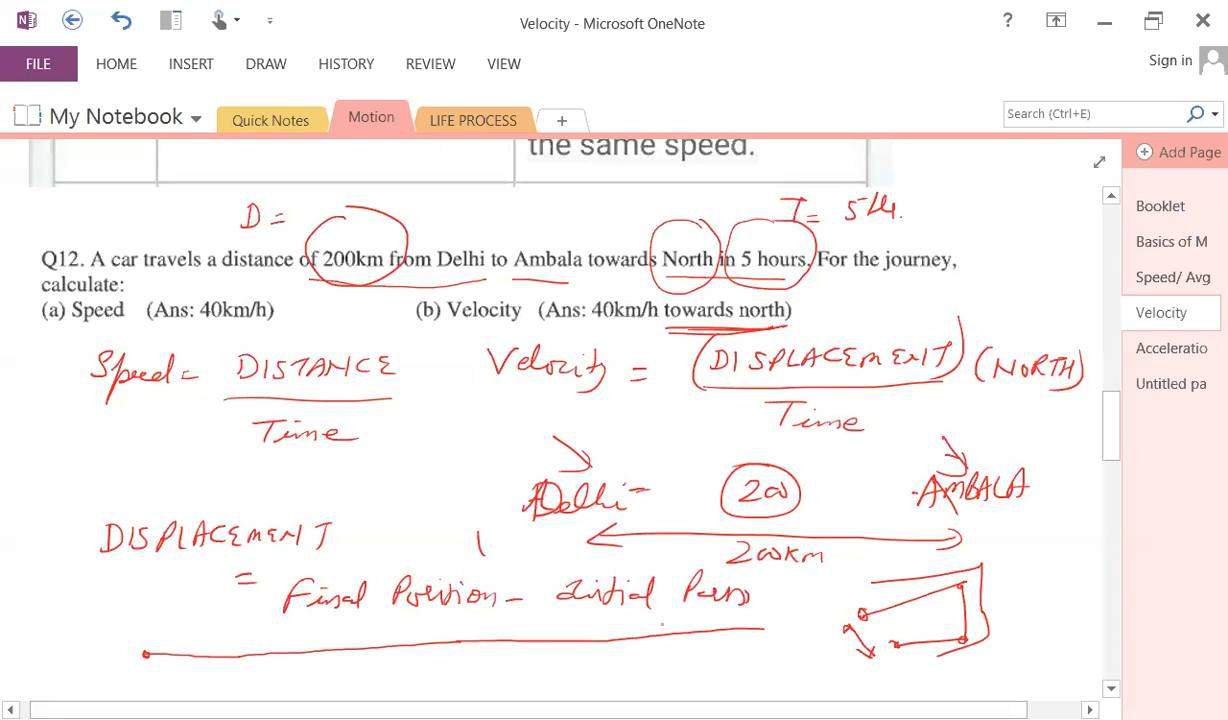 Velocity - Microsoft OneNote
?
Sign in
FILE HOME INSERT DRAW HISTORY REVIEW VIEW
My Notebook Quick Notes Motion LIFE PROCESS +
Search (Ctrl+E)
Add Page
the same speed.
Booklet
Basics of M
Speed/ Avg
Velocity
Acceleratio
Untitled pa
D =
T =
Q12. A car travels a distance of 200km from Delhi to Ambala towards North in 5 hours. For the journey,
calculate:
(a) Speed (Ans: 40km/h) (b) Velocity (Ans: 40km/h towards north)
Speed = DISTANCE
Time
Velocity = (DISPLACEMENT) (NORTH)
Time
Delhi 200 AMBALA
200km
DISPLACEMENT
= Final Position - Initial